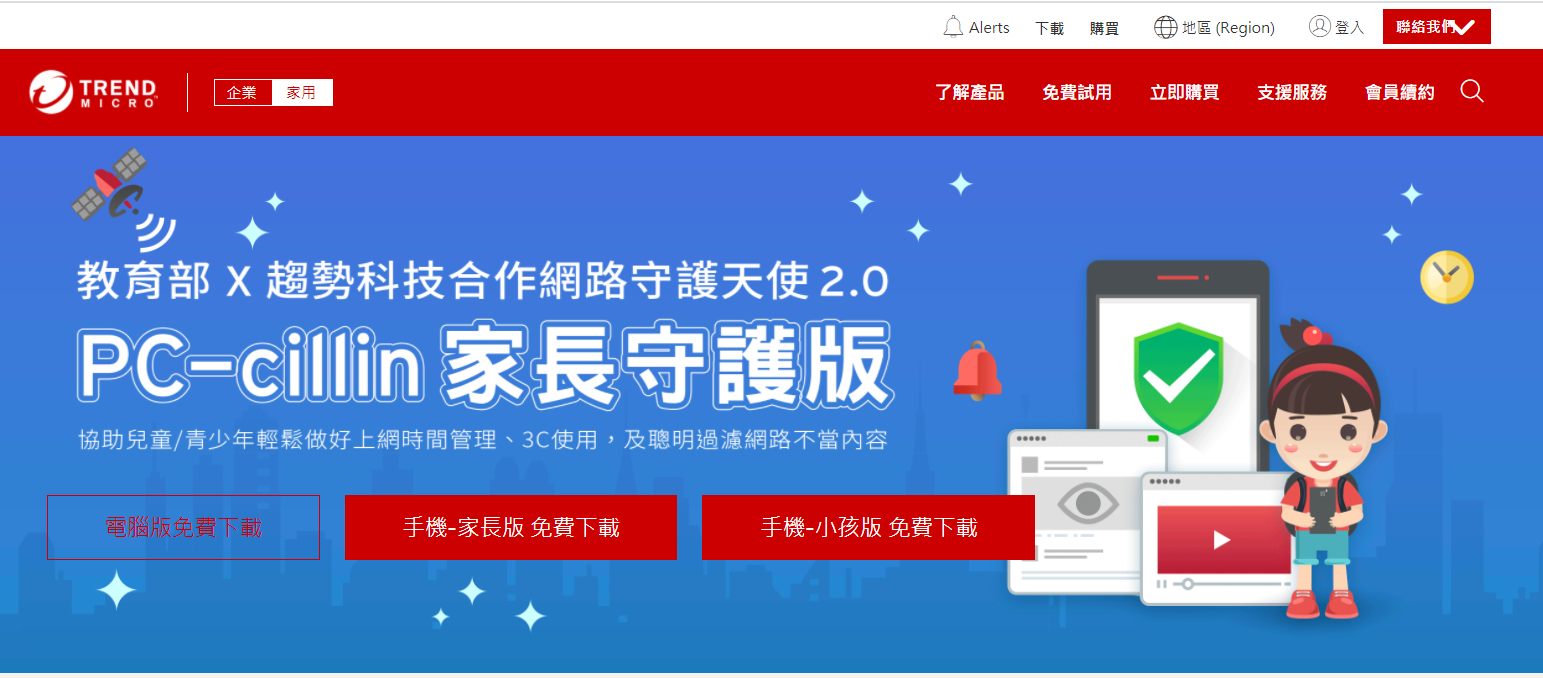 Alerts 下載 購買 地區 (Region) 登入 聯絡我們
TREND MICRO 企業 家用 了解產品 免費試用 立即購買 支援服務 會員續約
教育部 X 趨勢科技合作網路守護天使 2.0
PC-cillin 家長守護版
協助兒童/青少年輕鬆做好上網時間管理、3C使用，及聰明過濾網路不當內容
電腦版免費下載 手機-家長版 免費下載 手機-小孩版 免費下載